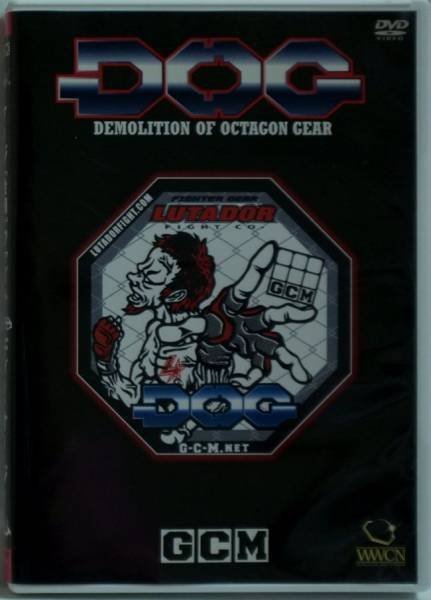 DOG
DVD
VIDEO
DEMOLITION OF OCTAGON GEAR
FIGHTER GEAR
LUTADOR
FIGHT CO.
LUTADORFIGHT.COM
GCM
DOG
G-C-M.NET
GCM
WWCN